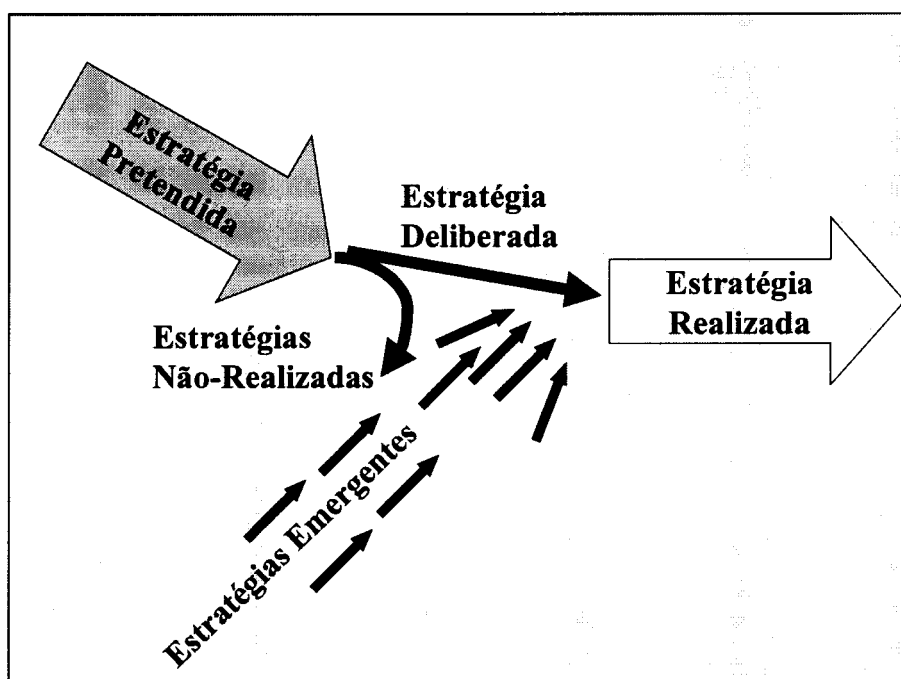 Estratégia
Pretendida
Estratégia
Deliberada
Estratégia
Realizada
Estratégias
Não-Realizadas
Estratégias Emergentes